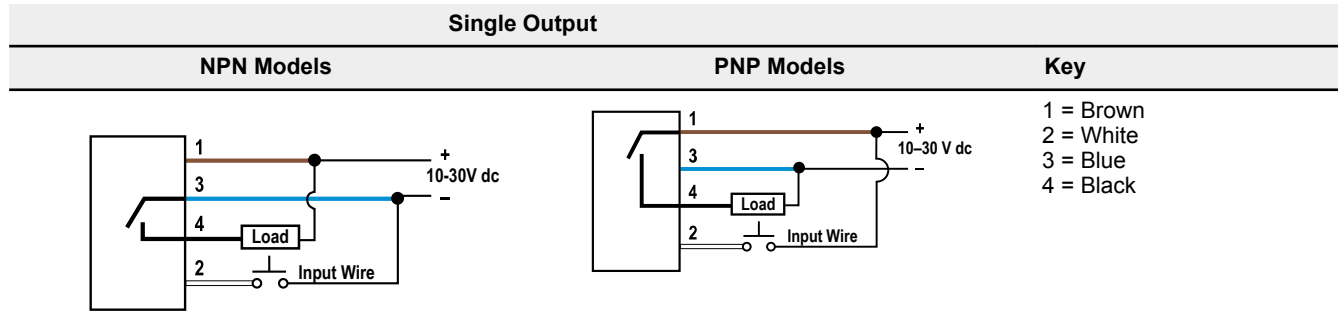 Single Output
NPN Models
PNP Models
Key
1
+
10-30V dc
3
–
4
Load
2
Input Wire
1
+
10–30 V dc
3
–
4
Load
2
Input Wire
1 = Brown
2 = White
3 = Blue
4 = Black